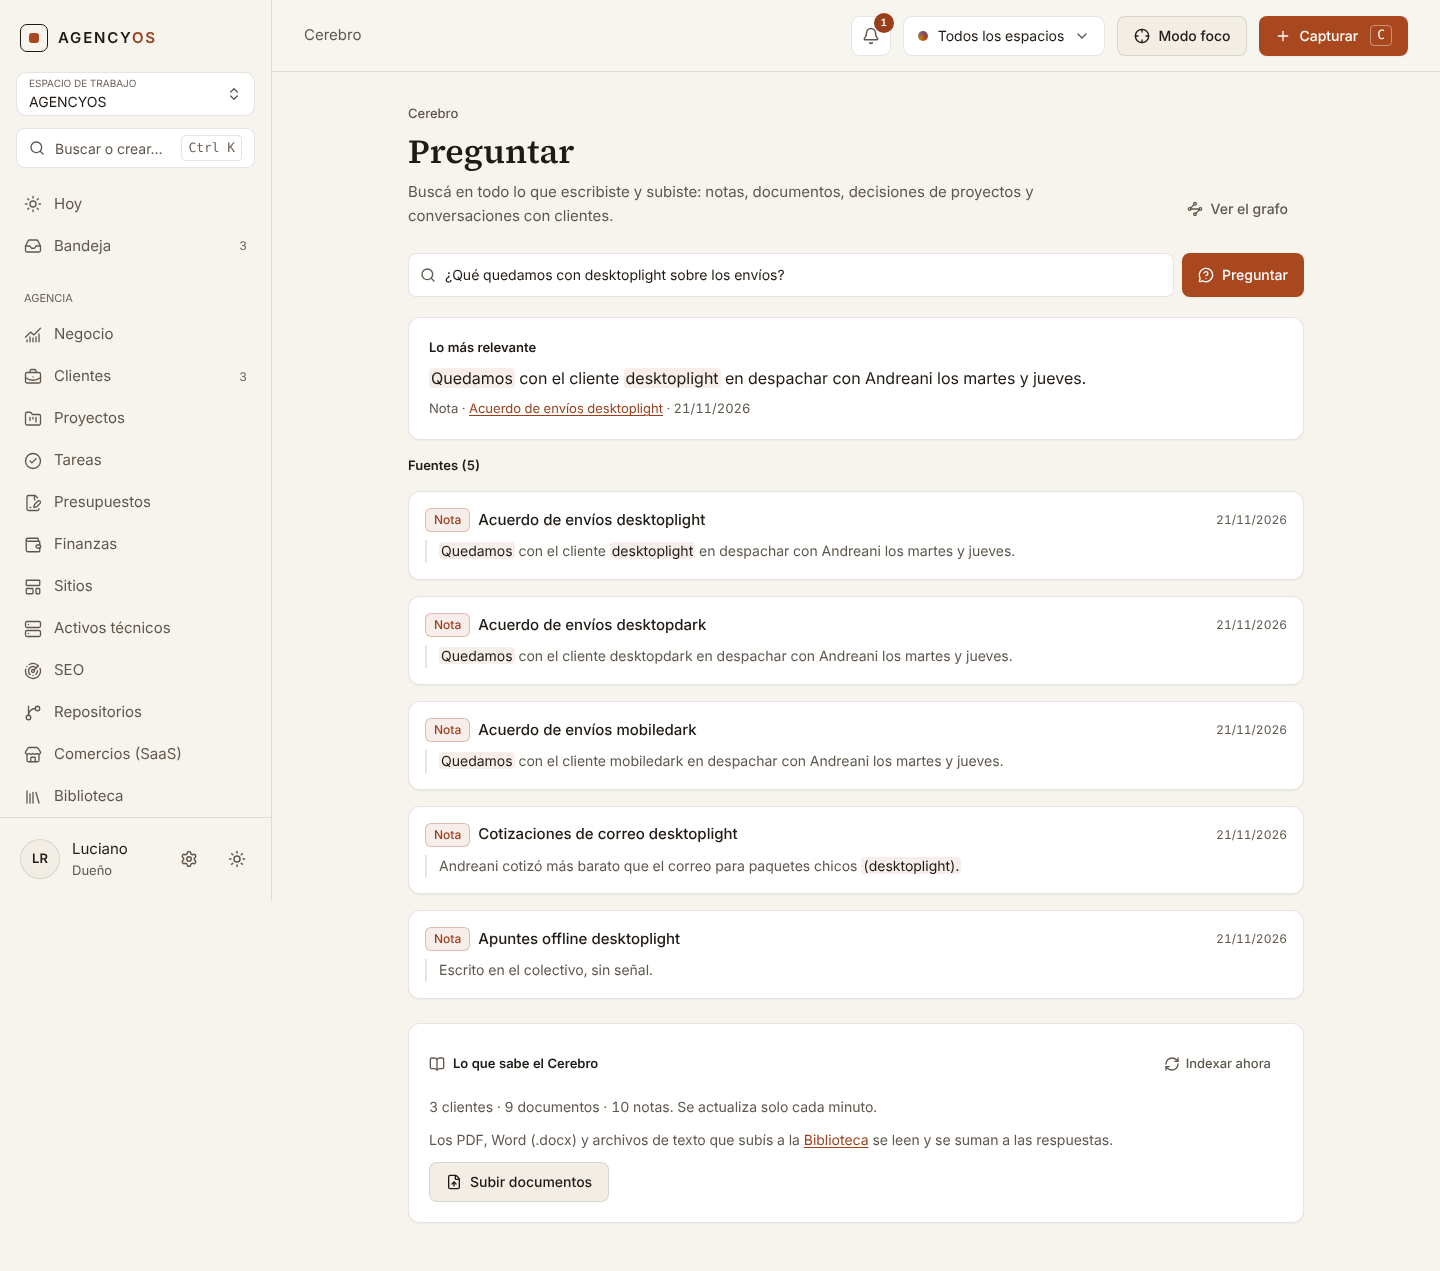 AGENCYOS
ESPACIO DE TRABAJO
AGENCYOS
Buscar o crear... Ctrl K
Hoy
Bandeja 3
AGENCIA
Negocio
Clientes 3
Proyectos
Tareas
Presupuestos
Finanzas
Sitios
Activos técnicos
SEO
Repositorios
Comercios (SaaS)
Biblioteca
LR
Luciano
Dueño
Cerebro
1
Todos los espacios
Modo foco
Capturar C
Cerebro
Preguntar
Buscá en todo lo que escribiste y subiste: notas, documentos, decisiones de proyectos y
conversaciones con clientes.
Ver el grafo
¿Qué quedamos con desktoplight sobre los envíos?
Preguntar
Lo más relevante
Quedamos con el cliente desktoplight en despachar con Andreani los martes y jueves.
Nota · Acuerdo de envíos desktoplight · 21/11/2026
Fuentes (5)
Nota Acuerdo de envíos desktoplight 21/11/2026
Quedamos con el cliente desktoplight en despachar con Andreani los martes y jueves.
Nota Acuerdo de envíos desktopdark 21/11/2026
Quedamos con el cliente desktopdark en despachar con Andreani los martes y jueves.
Nota Acuerdo de envíos mobiledark 21/11/2026
Quedamos con el cliente mobiledark en despachar con Andreani los martes y jueves.
Nota Cotizaciones de correo desktoplight 21/11/2026
Andreani cotizó más barato que el correo para paquetes chicos (desktoplight).
Nota Apuntes offline desktoplight 21/11/2026
Escrito en el colectivo, sin señal.
Lo que sabe el Cerebro
Indexar ahora
3 clientes · 9 documentos · 10 notas. Se actualiza solo cada minuto.
Los PDF, Word (.docx) y archivos de texto que subís a la Biblioteca se leen y se suman a las respuestas.
Subir documentos